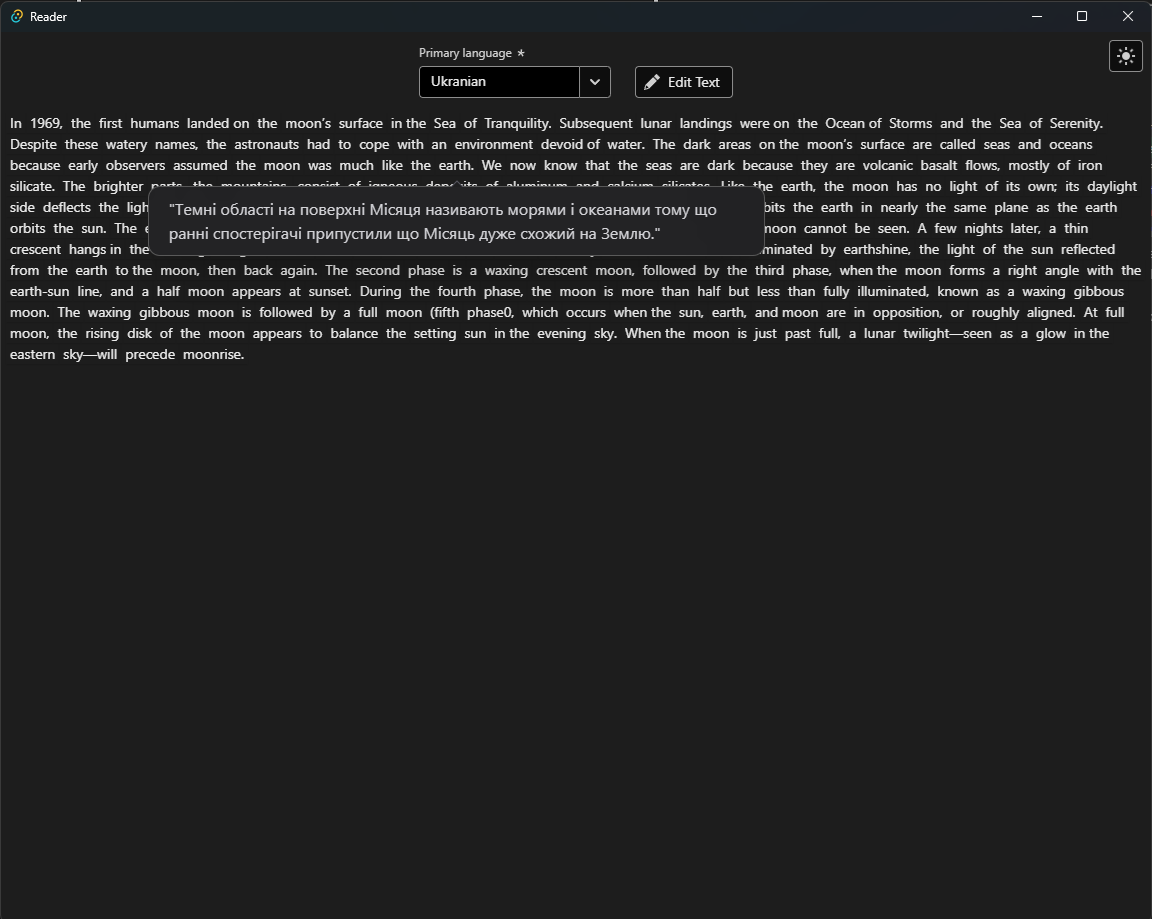 Reader
Primary language *
Ukranian
Edit Text
In 1969, the first humans landed on the moon's surface in the Sea of Tranquility. Subsequent lunar landings were on the Ocean of Storms and the Sea of Serenity.
Despite these watery names, the astronauts had to cope with an environment devoid of water. The dark areas on the moon's surface are called seas and oceans
because early observers assumed the moon was much like the earth. We now know that the seas are dark because they are volcanic basalt flows, mostly of iron
silicate. The brighter parts, the mountains, consist of igneous deposits of aluminum and calcium silicates. Like the earth, the moon has no light of its own; its daylight
side deflects the
"Темні області на поверхні Місяця називають морями і океанами тому що
the earth in nearly the same plane as the earth
orbits the sun. The
ранні спостерігачі припустили що Місяць дуже схожий на Землю."
moon cannot be seen. A few nights later, a thin
crescent hangs in the
by earthshine, the light of the sun reflected
from the earth to the moon, then back again. The second phase is a waxing crescent moon, followed by the third phase, when the moon forms a right angle with the
earth-sun line, and a half moon appears at sunset. During the fourth phase, the moon is more than half but less than fully illuminated, known as a waxing gibbous
moon. The waxing gibbous moon is followed by a full moon (fifth phase0, which occurs when the sun, earth, and moon are in opposition, or roughly aligned. At full
moon, the rising disk of the moon appears to balance the setting sun in the evening sky. When the moon is just past full, a lunar twilight—seen as a glow in the
eastern sky—will precede moonrise.